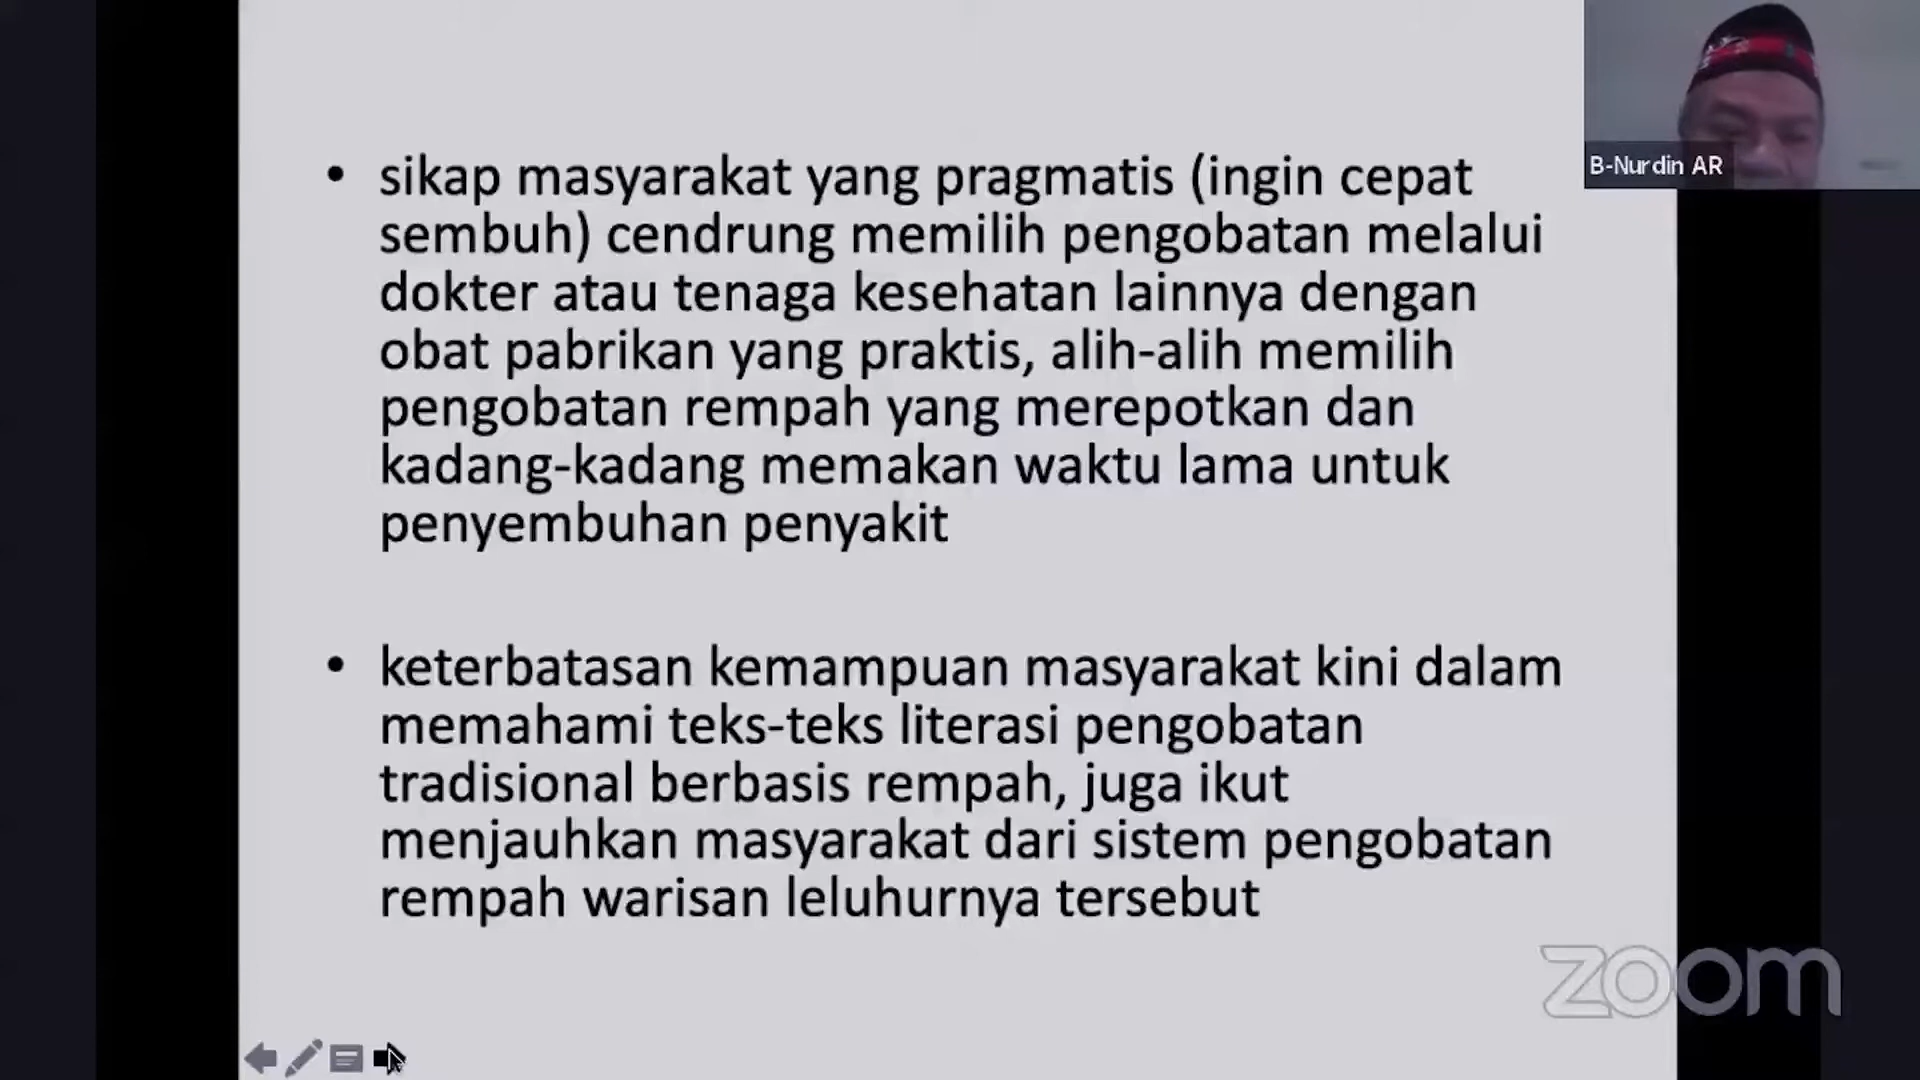 • sikap masyarakat yang pragmatis (ingin cepat
sembuh) cendrung memilih pengobatan melalui
dokter atau tenaga kesehatan lainnya dengan
obat pabrikan yang praktis, alih-alih memilih
pengobatan rempah yang merepotkan dan
kadang-kadang memakan waktu lama untuk
penyembuhan penyakit
• keterbatasan kemampuan masyarakat kini dalam
memahami teks-teks literasi pengobatan
tradisional berbasis rempah, juga ikut
menjauhkan masyarakat dari sistem pengobatan
rempah warisan leluhurnya tersebut
B-Nurdin AR
zoom